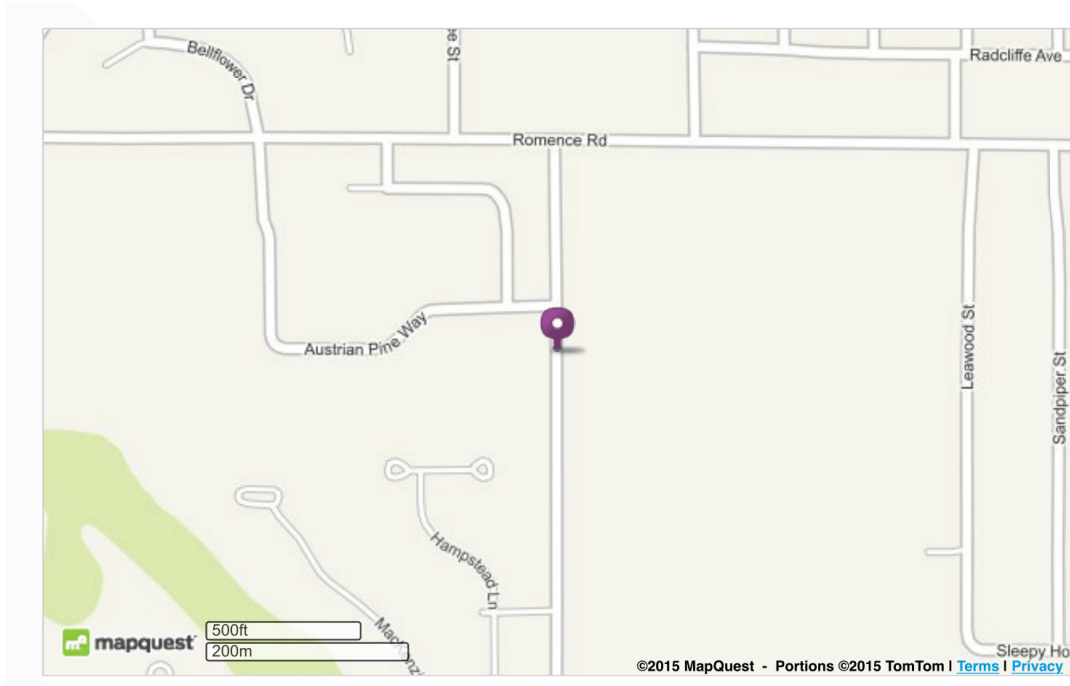 Bellflower Dr
e St
Radcliffe Ave
Romence Rd
Austrian Pine Way
Leawood St
Sandpiper St
Hampstead Ln
Mackenzi
500ft
200m
mapquest
Sleepy Ho
©2015 MapQuest - Portions ©2015 TomTom | Terms | Privacy